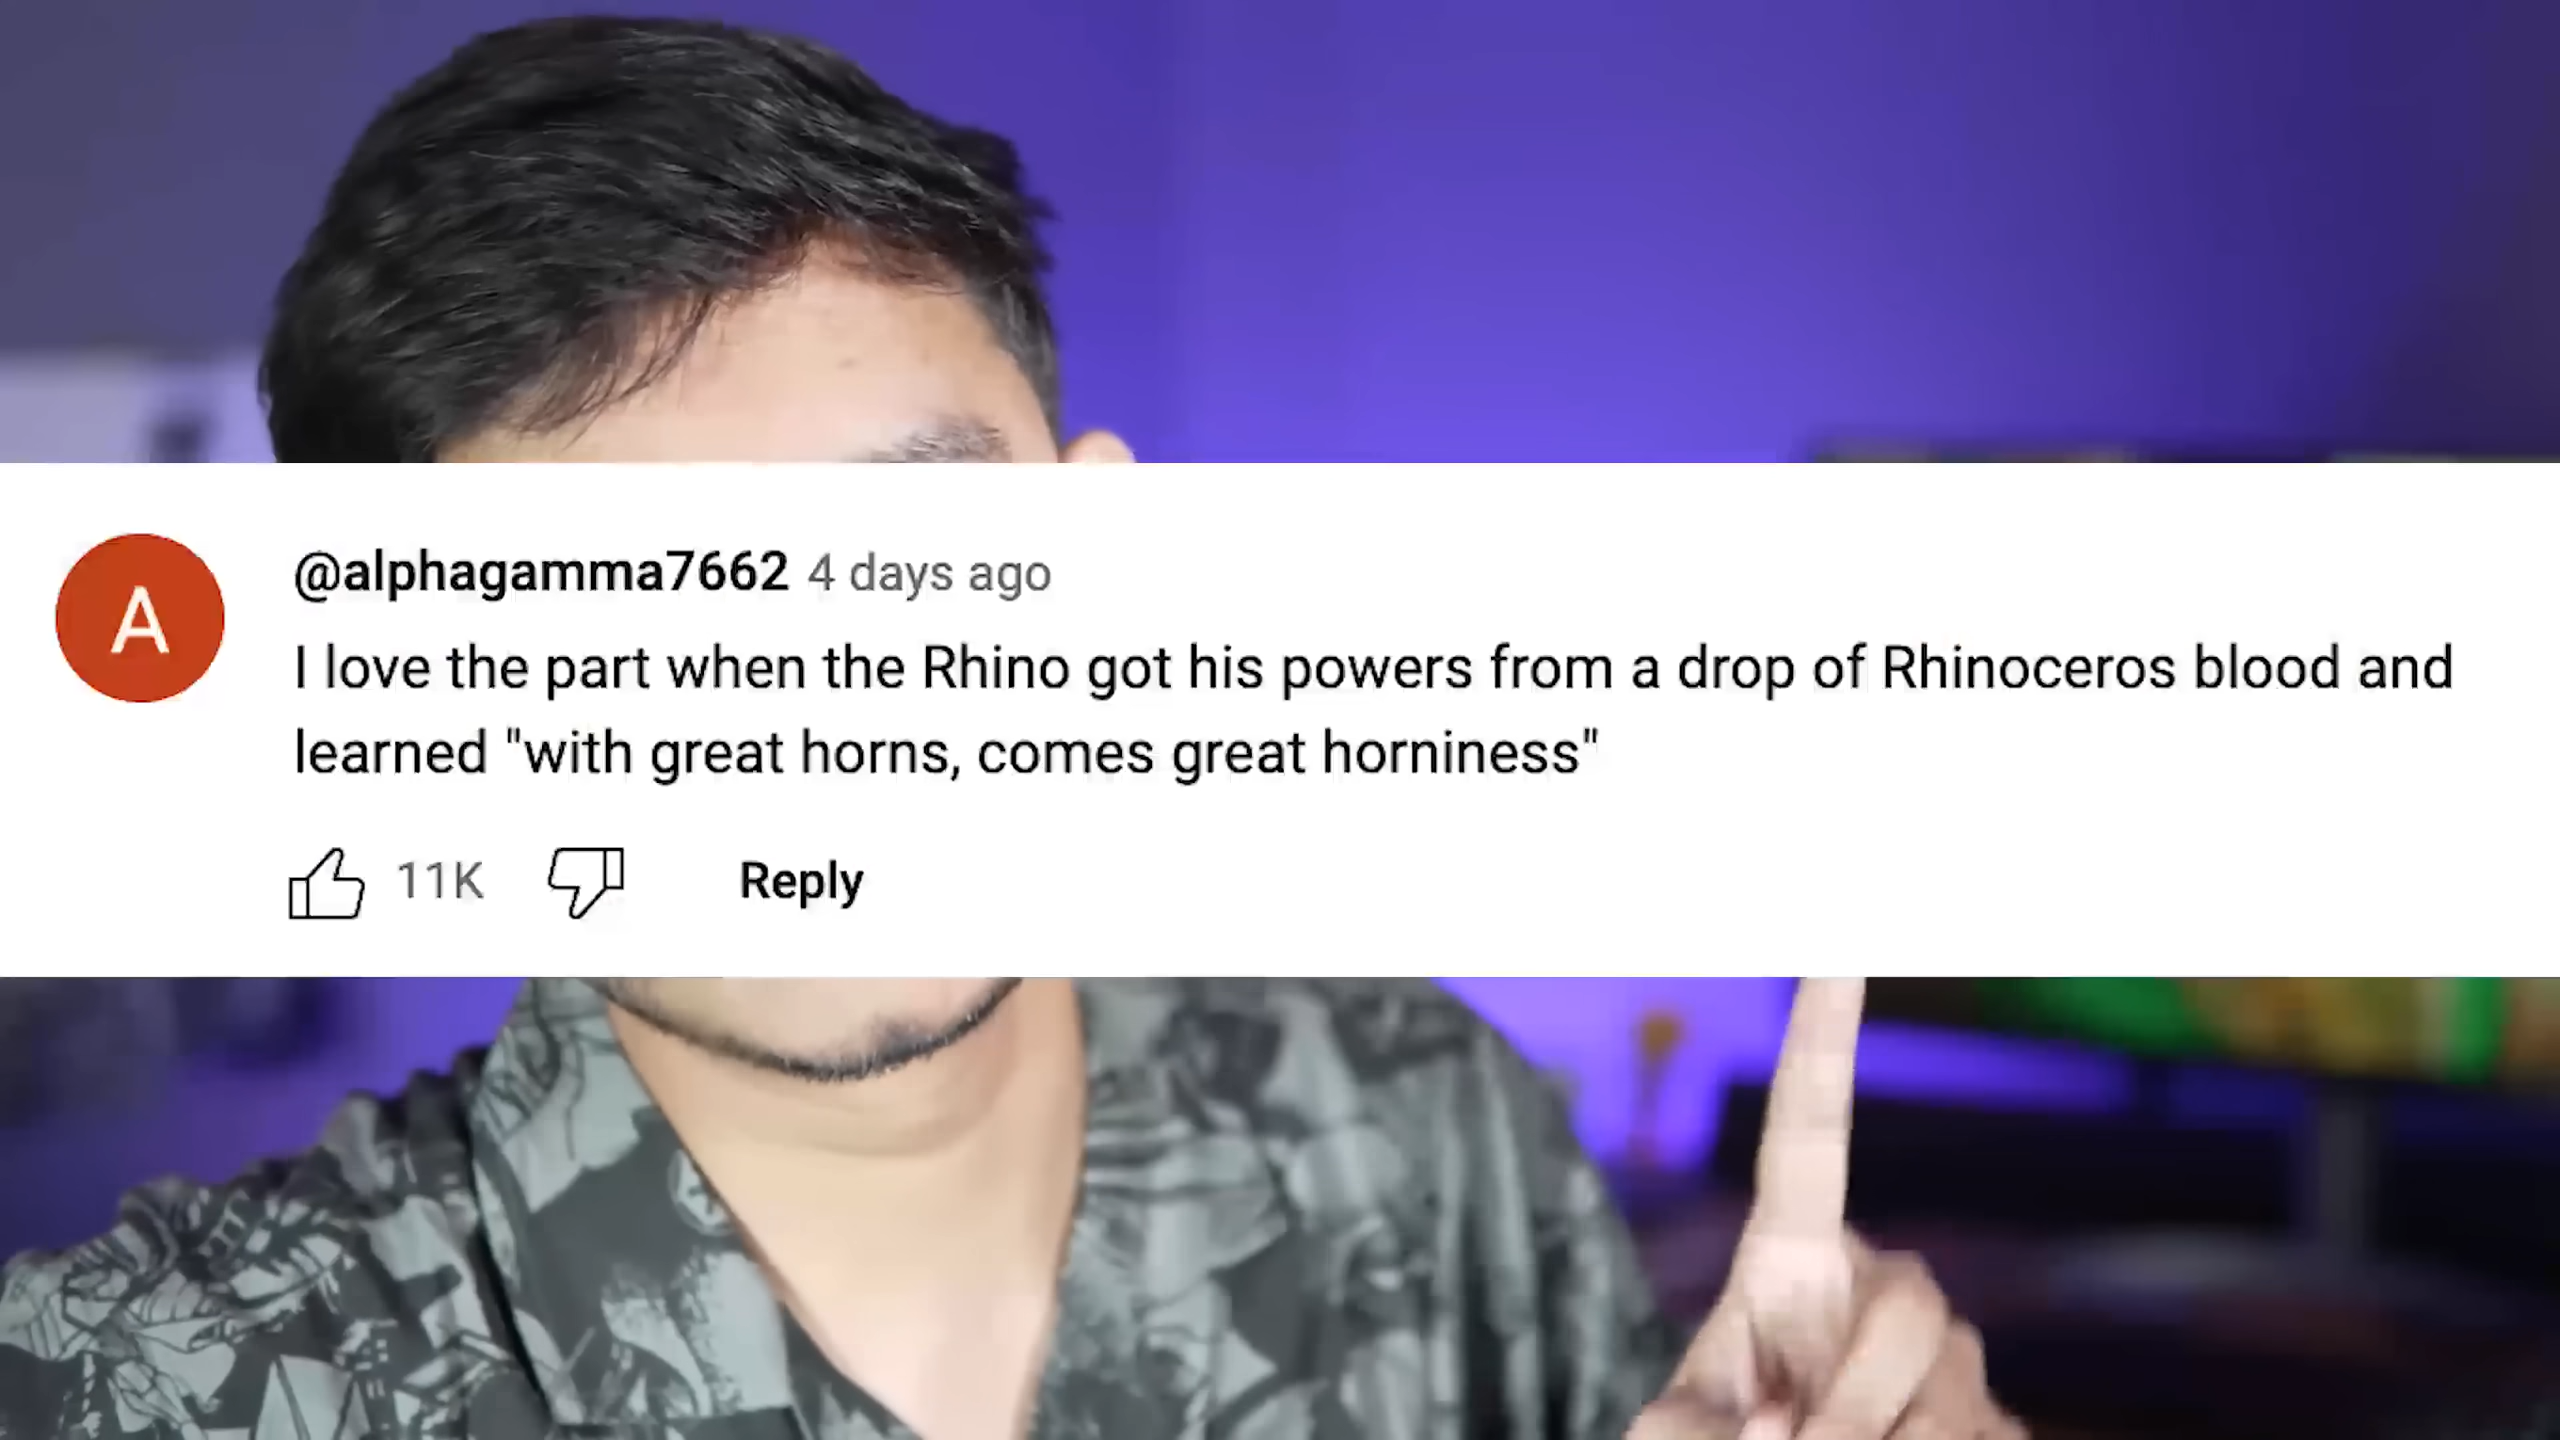 A
@alphagamma7662 4 days ago
I love the part when the Rhino got his powers from a drop of Rhinoceros blood and
learned "with great horns, comes great horniness"
11K Reply